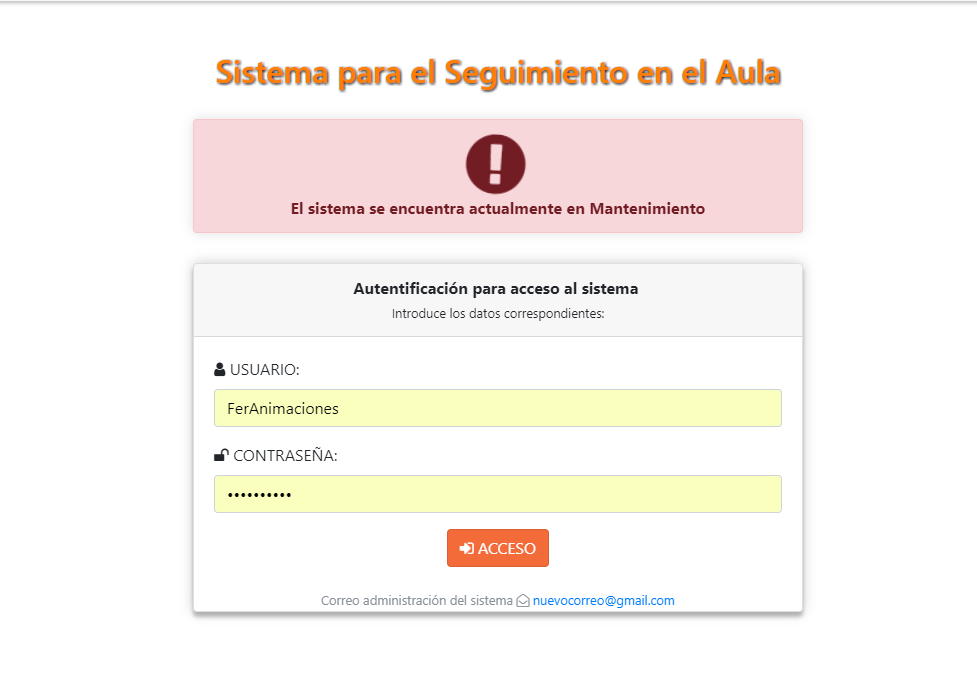 Sistema para el Seguimiento en el Aula
El sistema se encuentra actualmente en Mantenimiento
Autentificación para acceso al sistema
Introduce los datos correspondientes:
USUARIO:
FerAnimaciones
CONTRASEÑA:
••••••••••
ACCESO
Correo administración del sistema nuevocorreo@gmail.com